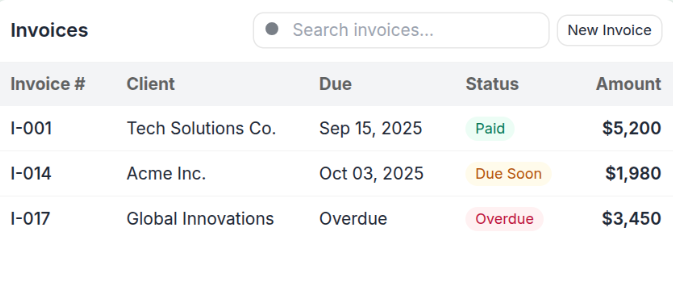 Invoices Search invoices... New Invoice
Invoice # Client Due Status Amount
I-001 Tech Solutions Co. Sep 15, 2025 Paid $5,200
I-014 Acme Inc. Oct 03, 2025 Due Soon $1,980
I-017 Global Innovations Overdue Overdue $3,450